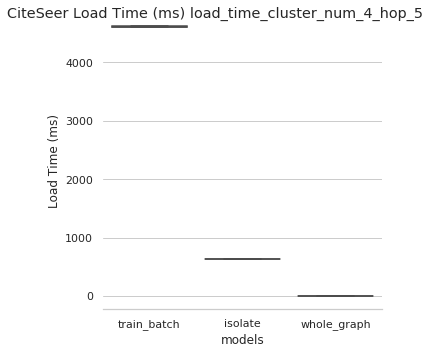 CiteSeer Load Time (ms) load_time_cluster_num_4_hop_5
4000
3000
2000
1000
0
Load Time (ms)
train_batch isolate whole_graph
models